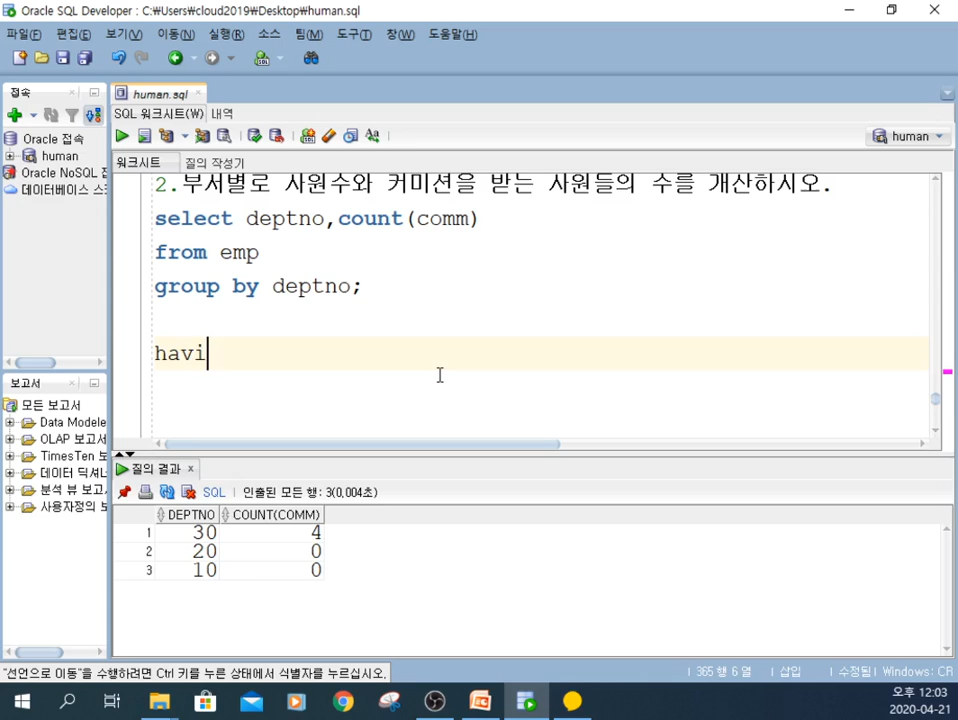 Oracle SQL Developer : C:₩Users₩cloud2019₩Desktop₩human.sql
파일(F) 편집(E) 보기(V) 이동(N) 실행(R) 소스 팀(M) 도구(T) 창(W) 도움말(H)
접속
Oracle 접속
human
Oracle NoSQL 접
데이터베이스 스
human.sql
SQL 워크시트(W) 내역
human
워크시트 질의 작성기
2.부서별로 사원수와 커미션을 받는 사원들의 수를 개산하시오.
select deptno,count(comm)
from emp
group by deptno;
havi
보고서
모든 보고서
Data Modele
OLAP 보고서
TimesTen 보
데이터 딕셔너
분석 뷰 보고
사용자정의 보
질의 결과
SQL | 인출된 모든 행: 3(0,004초)
DEPTNO COUNT(COMM)
1 30 4
2 20 0
3 10 0
"선언으로 이동"을 수행하려면 Ctrl 키를 누른 상태에서 식별자를 누르십시오.
365 행 6 열 | 삽입 | 수정됨 | Windows: CR
오후 12:03
2020-04-21